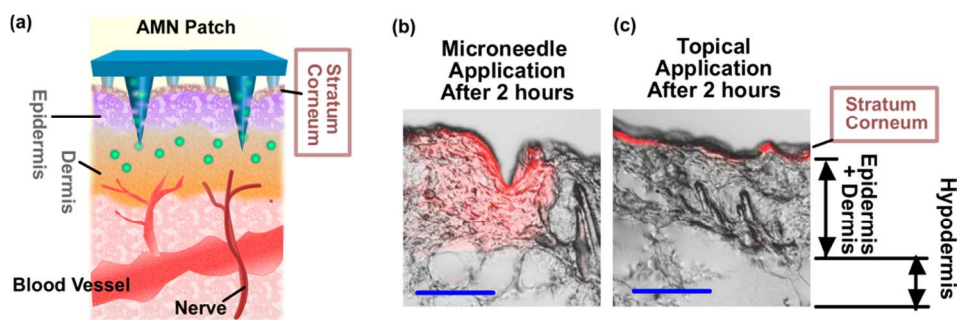 (a)
AMN Patch
Stratum
Corneum
Epidermis
Dermis
Blood Vessel
Nerve
(b)
Microneedle
Application
After 2 hours
(c)
Topical
Application
After 2 hours
Stratum
Corneum
Epidermis
+ Dermis
Hypodermis